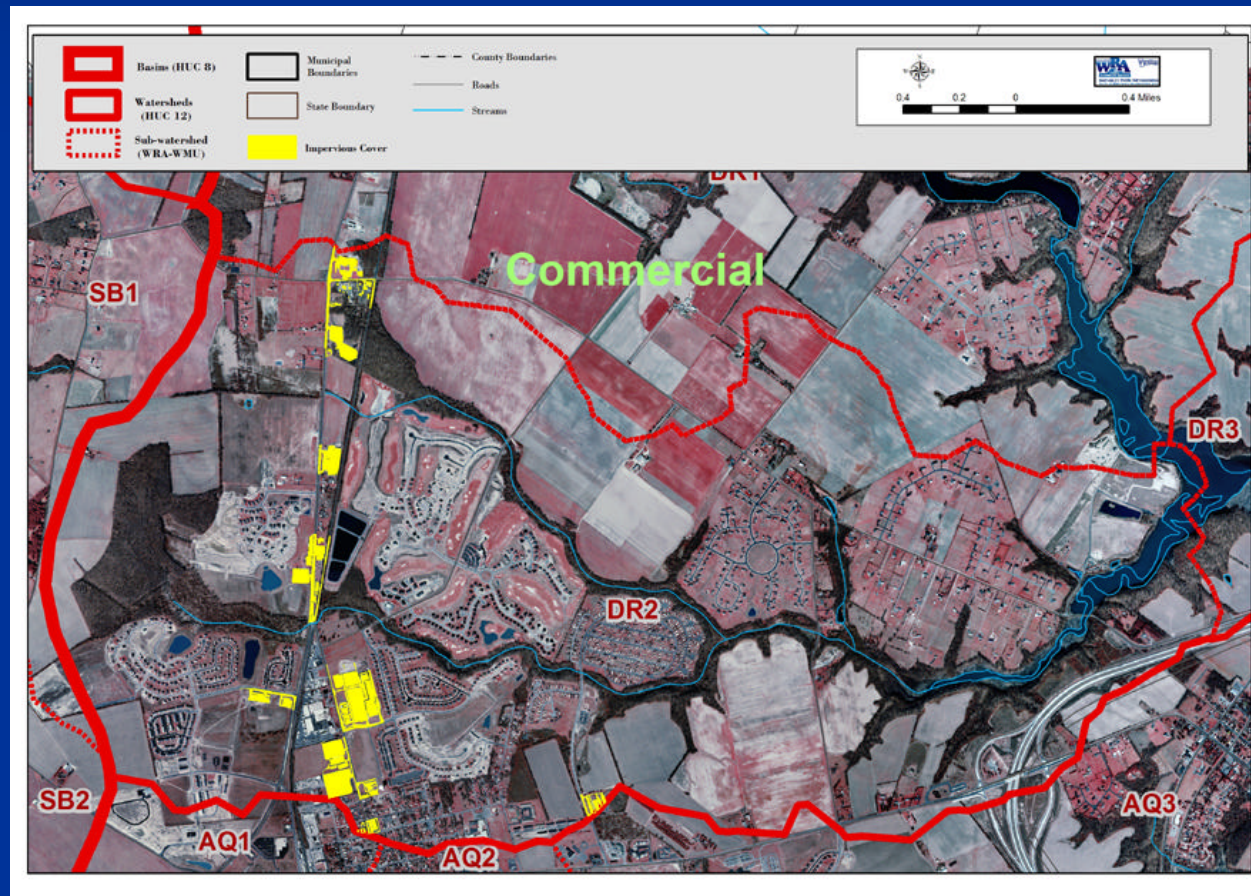 Basins (HUC 8)
Municipal
Boundaries
County Boundaries
Roads
Watersheds
(HUC 12)
State Boundary
Streams
Sub-watershed
(WRA-WMU)
Impervious Cover
WRA
0.4 0.2 0 0.4 Miles
DR1
Commercial
SB1
DR3
DR2
SB2
AQ1
AQ2
AQ3